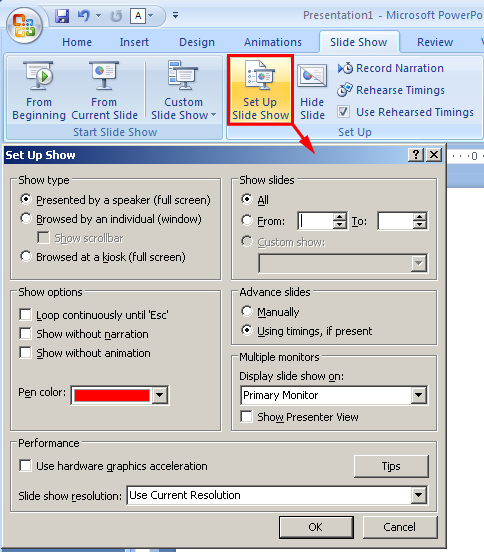 Presentation1 - Microsoft PowerPo
A
Home Insert Design Animations Slide Show Review
From Beginning
From Current Slide
Custom Slide Show
Set Up Slide Show
Hide Slide
Record Narration
Rehearse Timings
Use Rehearsed Timings
Start Slide Show
Set Up
Set Up Show
0
Show type
Presented by a speaker (full screen)
Browsed by an individual (window)
Show scrollbar
Browsed at a kiosk (full screen)
Show slides
All
From: To:
Custom show:
Show options
Loop continuously until 'Esc'
Show without narration
Show without animation
Pen color:
Advance slides
Manually
Using timings, if present
Multiple monitors
Display slide show on:
Primary Monitor
Show Presenter View
Performance
Use hardware graphics acceleration
Tips
Slide show resolution: Use Current Resolution
OK Cancel